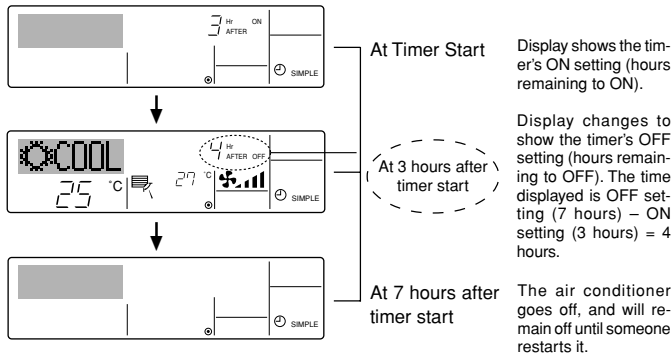 3 Hr ON
AFTER
SIMPLE
At Timer Start
Display shows the tim-
er's ON setting (hours
remaining to ON).
COOL
25 °C
4 Hr
AFTER OFF
27 °C
SIMPLE
At 3 hours after
timer start
Display changes to
show the timer's OFF
setting (hours remain-
ing to OFF). The time
displayed is OFF set-
ting (7 hours) – ON
setting (3 hours) = 4
hours.
SIMPLE
At 7 hours after
timer start
The air conditioner
goes off, and will re-
main off until someone
restarts it.